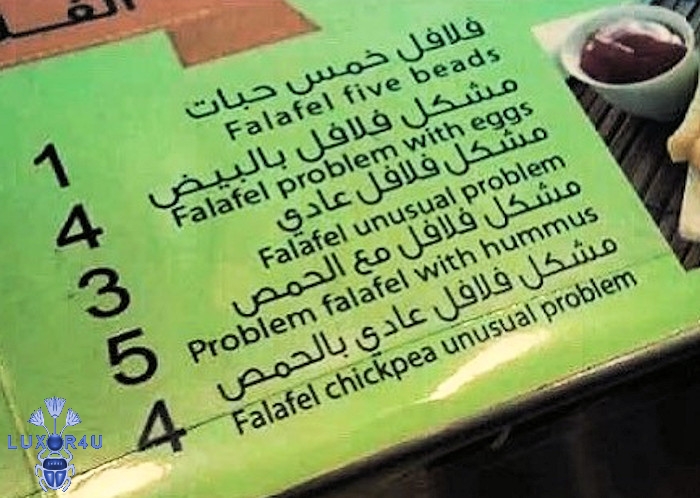 فلافل خمس حبات
Falafel five beads
1
مشكل فلافل بالبيض
Falafel problem with eggs
4
مشكل فلافل عادي
Falafel unusual problem
3
مشكل فلافل مع الحمص
Problem falafel with hummus
5
مشكل فلافل عادي بالحمص
Falafel chickpea unusual problem
4
LUXOR4U